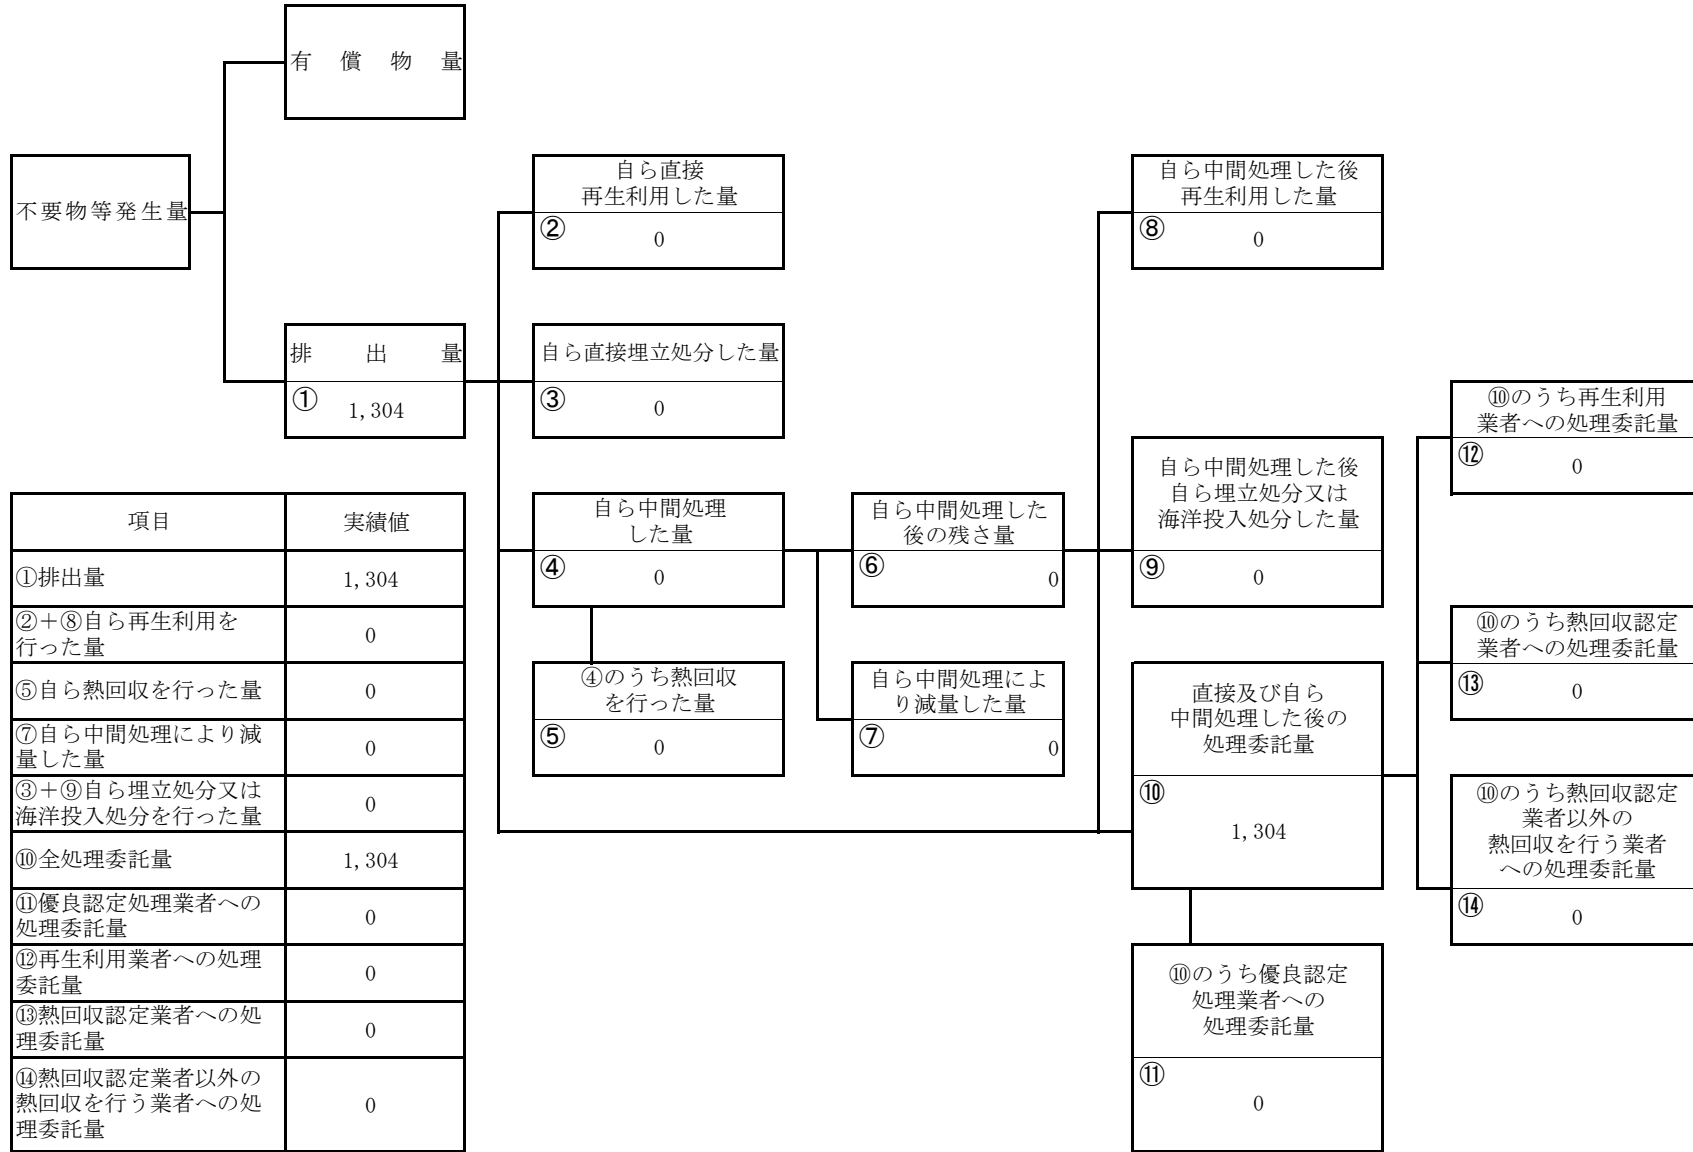 有償物量
不要物等発生量
排出量
①
1,304
自ら直接
再生利用した量
②
0
自ら直接埋立処分した量
③
0
自ら中間処理
した量
④
0
④のうち熱回収
を行った量
⑤
0
自ら中間処理した
後の残さ量
⑥
0
自ら中間処理によ
り減量した量
⑦
0
自ら中間処理した後
再生利用した量
⑧
0
自ら中間処理した後
自ら埋立処分又は
海洋投入処分した量
⑨
0
直接及び自ら
中間処理した後の
処理委託量
⑩
1,304
⑩のうち優良認定
処理業者への
処理委託量
⑪
0
⑩のうち再生利用
業者への処理委託量
⑫
0
⑩のうち熱回収認定
業者への処理委託量
⑬
0
⑩のうち熱回収認定
業者以外の
熱回収を行う業者
への処理委託量
⑭
0
項目 実績値
①排出量 1,304
②+⑧自ら再生利用を
行った量 0
⑤自ら熱回収を行った量 0
⑦自ら中間処理により減
量した量 0
③+⑨自ら埋立処分又は
海洋投入処分を行った量 0
⑩全処理委託量 1,304
⑪優良認定処理業者への
処理委託量 0
⑫再生利用業者への処理
委託量 0
⑬熱回収認定業者への処
理委託量 0
⑭熱回収認定業者以外の
熱回収を行う業者への処
理委託量 0